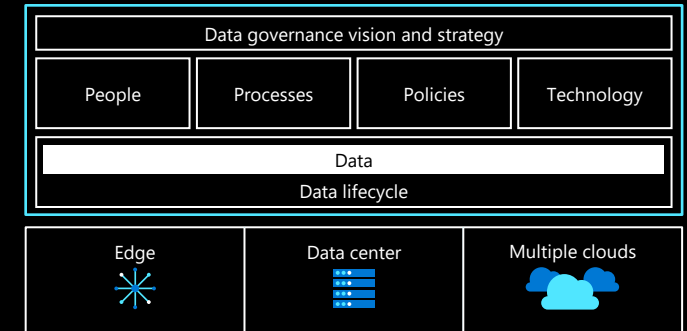 Data governance vision and strategy
People
Processes
Policies
Technology
Data
Data lifecycle
Edge
Data center
Multiple clouds